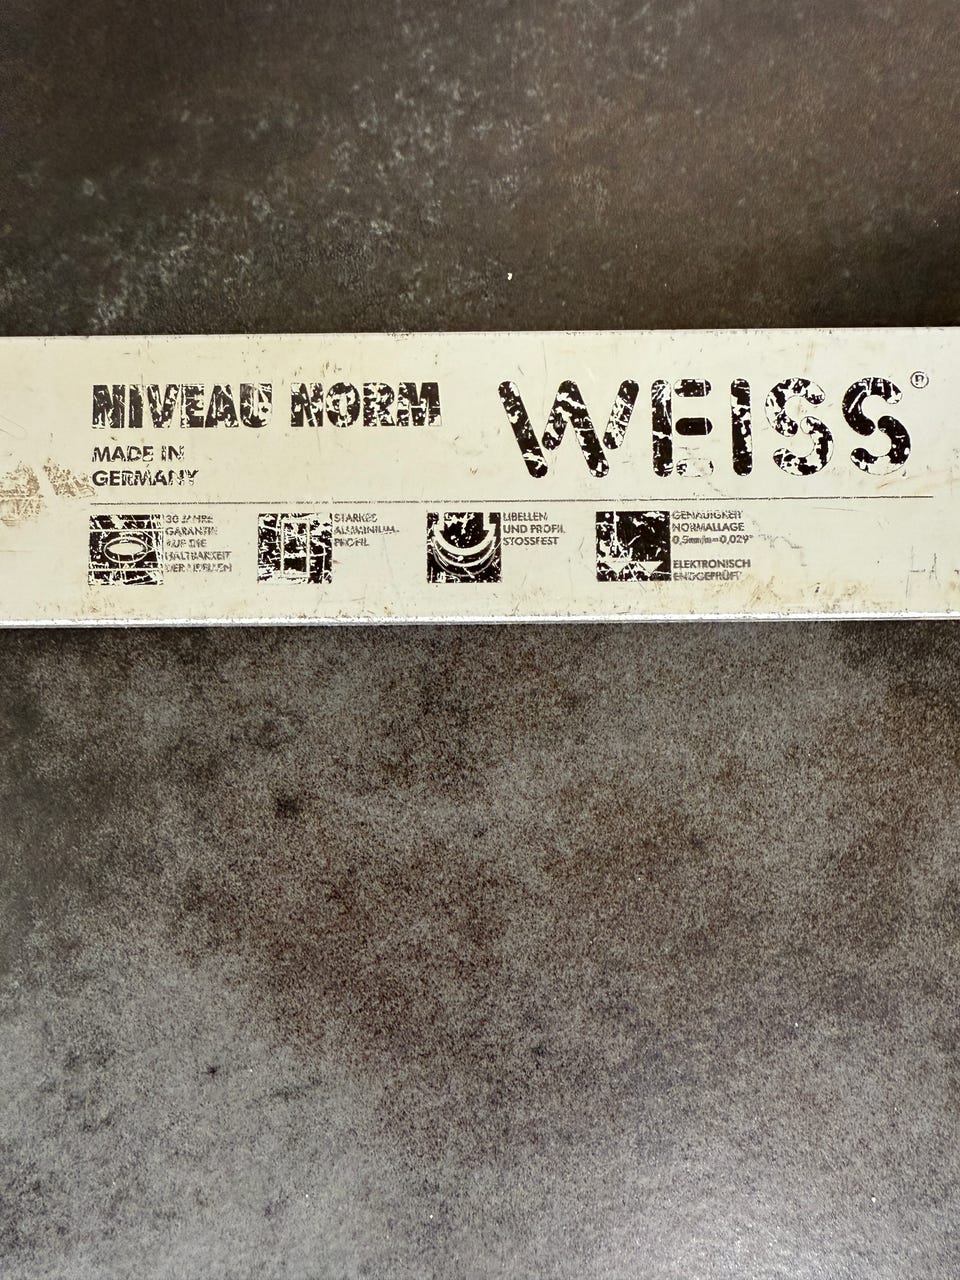 NIVEAU NORM
WEISS®
MADE IN
GERMANY
30 JAHRE
GARANTIE
AUF DIE
HALTBARKEIT
DER LIBELLEN
STARKES
ALUMINIUM-
PROFIL
LIBELLEN
UND PROFIL
STOSSFEST
GENAUIGKEIT
NORMALLAGE
0,5mm/m=0,029°
ELEKTRONISCH
ENDGEPRÜFT